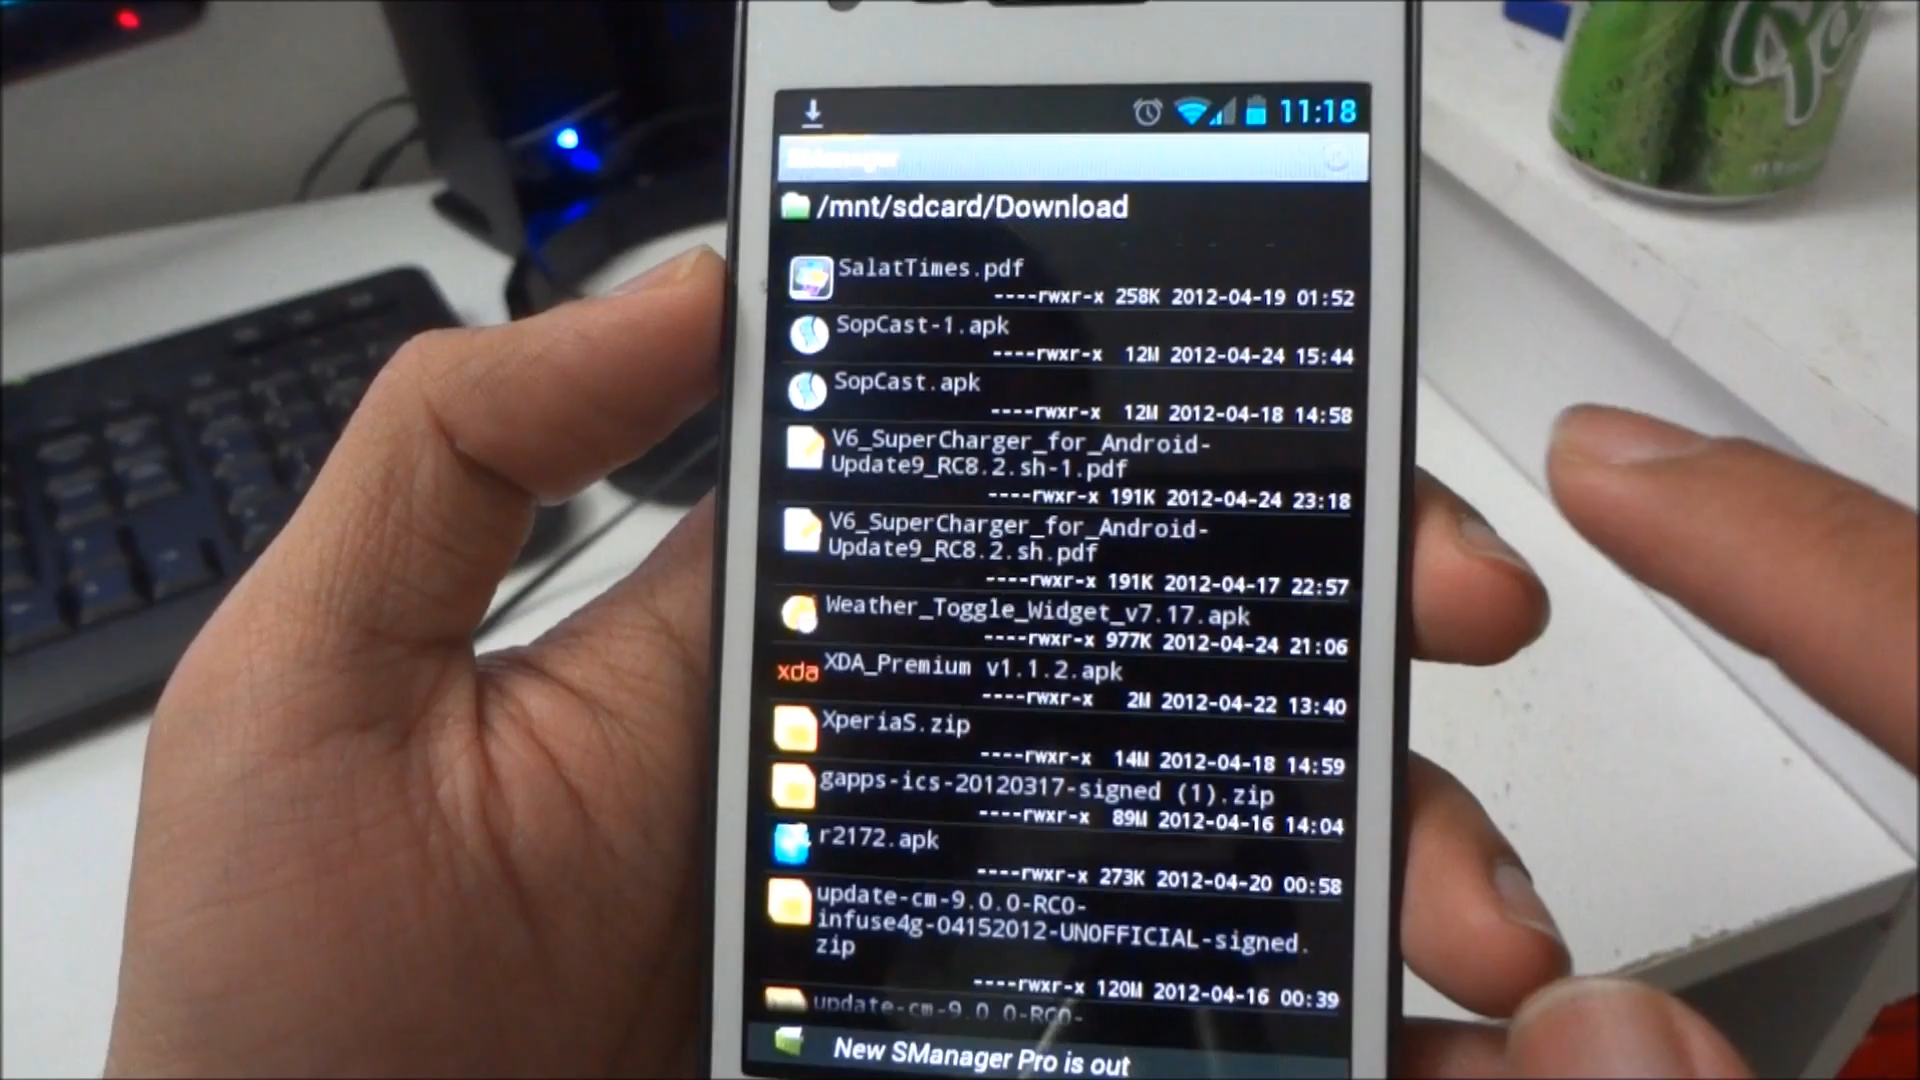 11:18
SManager
/mnt/sdcard/Download
SalatTimes.pdf
----rwxr-x 258K 2012-04-19 01:52
SopCast-1.apk
----rwxr-x 12M 2012-04-24 15:44
SopCast.apk
----rwxr-x 12M 2012-04-18 14:58
V6_SuperCharger_for_Android-
Update9_RC8.2.sh-1.pdf
----rwxr-x 191K 2012-04-24 23:18
V6_SuperCharger_for_Android-
Update9_RC8.2.sh.pdf
----rwxr-x 191K 2012-04-17 22:57
Weather_Toggle_Widget_v7.17.apk
----rwxr-x 977K 2012-04-24 21:06
xda XDA_Premium v1.1.2.apk
----rwxr-x 2M 2012-04-22 13:40
XperiaS.zip
----rwxr-x 14M 2012-04-18 14:59
gapps-ics-20120317-signed (1).zip
----rwxr-x 89M 2012-04-16 14:04
r2172.apk
----rwxr-x 273K 2012-04-20 00:58
update-cm-9.0.0-RC0-
infuse4g-04152012-UNOFFICIAL-signed.
zip
----rwxr-x 120M 2012-04-16 00:39
update-cm-9.0.0-RC0-
New SManager Pro is out